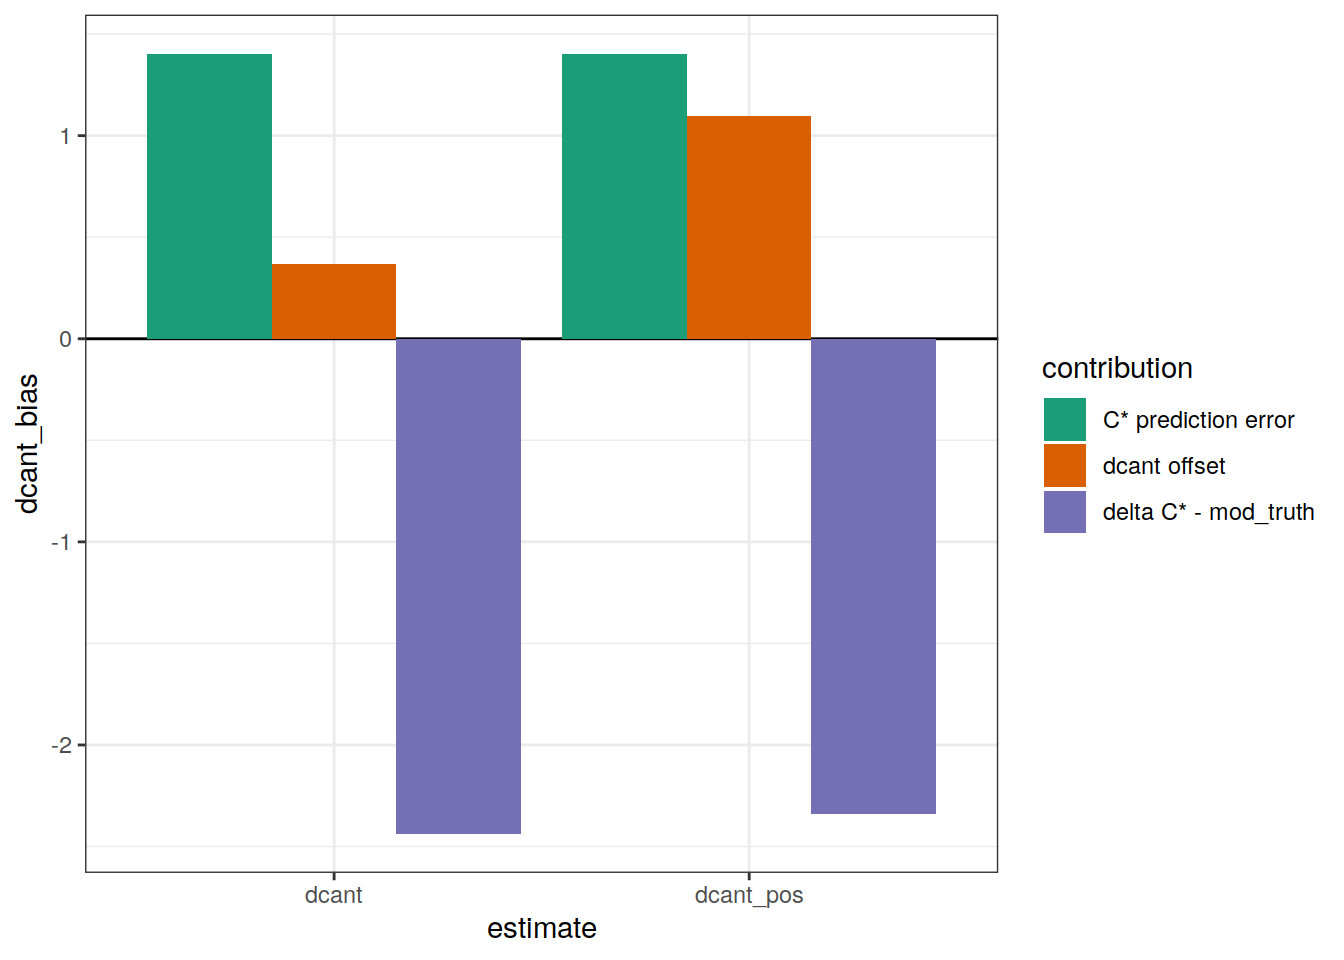 1
0
-1
-2
dcant_bias
dcant
dcant_pos
estimate
contribution
C* prediction error
dcant offset
delta C* - mod_truth